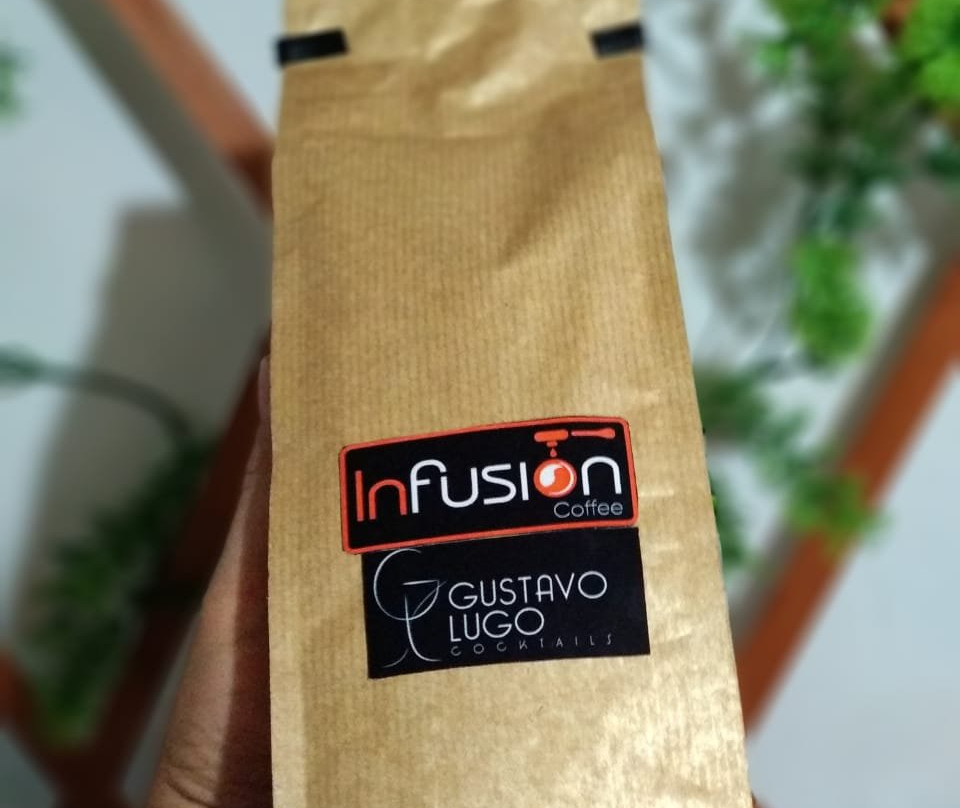 Infusion
Coffee
GUSTAVO
LUGO
COCKTAILS